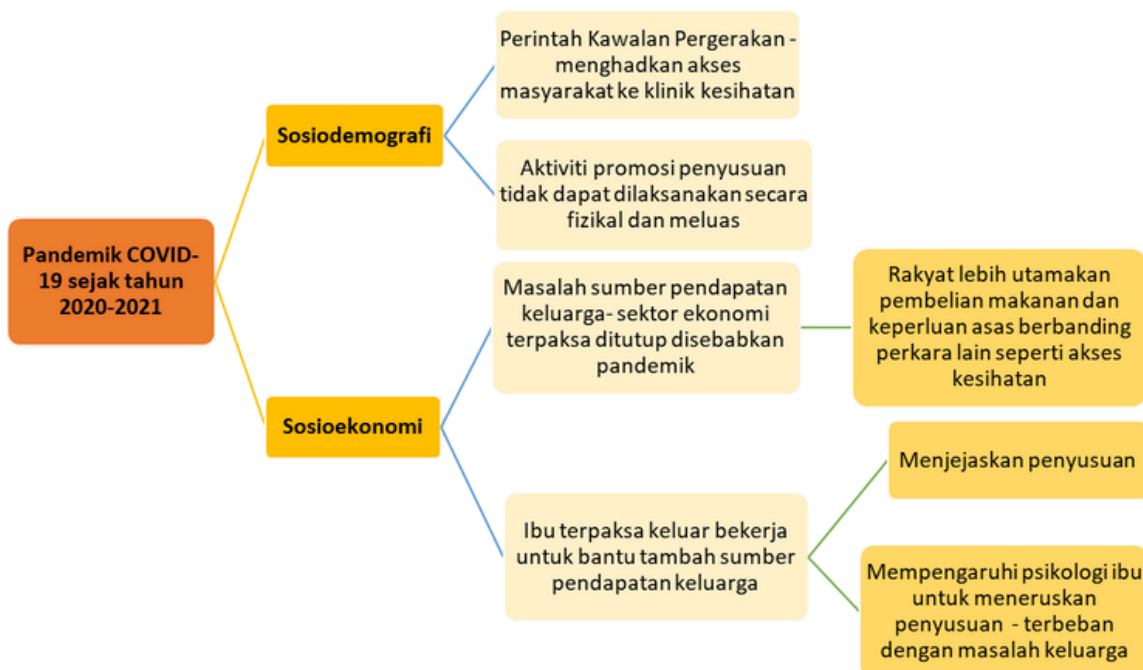 Pandemik COVID-
19 sejak tahun
2020-2021
Sosiodemografi
Perintah Kawalan Pergerakan -
menghadkan akses
masyarakat ke klinik kesihatan
Aktiviti promosi penyusuan
tidak dapat dilaksanakan secara
fizikal dan meluas
Sosioekonomi
Masalah sumber pendapatan
keluarga- sektor ekonomi
terpaksa ditutup disebabkan
pandemik
Rakyat lebih utamakan
pembelian makanan dan
keperluan asas berbanding
perkara lain seperti akses
kesihatan
Ibu terpaksa keluar bekerja
untuk bantu tambah sumber
pendapatan keluarga
Menjejaskan penyusuan
Mempengaruhi psikologi ibu
untuk meneruskan
penyusuan - terbeban
dengan masalah keluarga